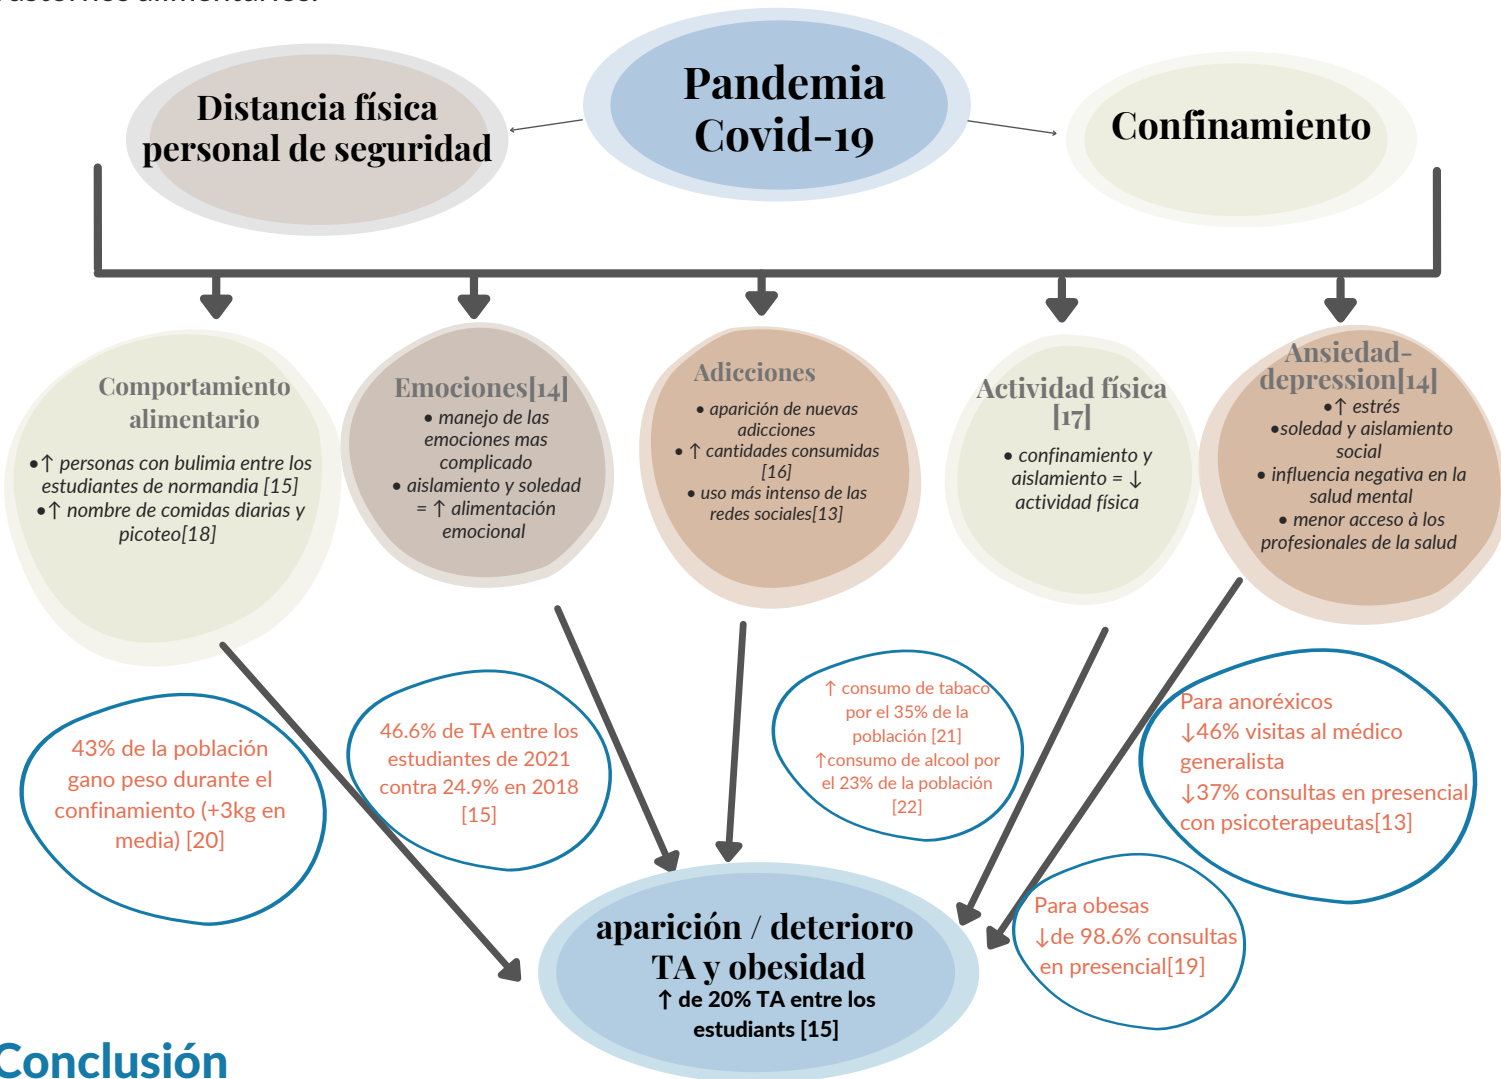 trastornos alimentarios.
Pandemia
Covid-19
Distancia física
personal de seguridad
Confinamiento
Comportamiento
alimentario
•↑ personas con bulimia entre los
estudiantes de normandia [15]
•↑ nombre de comidas diarias y
picoteo[18]
Emociones[14]
• manejo de las
emociones mas
complicado
• aislamiento y soledad
= ↑ alimentación
emocional
Adicciones
• aparición de nuevas
adicciones
• ↑ cantidades consumidas
[16]
• uso más intenso de las
redes sociales[13]
Actividad física
[17]
• confinamiento y
aislamiento = ↓
actividad física
Ansiedad-
depression[14]
•↑ estrés
•soledad y aislamiento
social
• influencia negativa en la
salud mental
• menor acceso à los
profesionales de la salud
43% de la población
gano peso durante el
confinamiento (+3kg en
media) [20]
46.6% de TA entre los
estudiantes de 2021
contra 24.9% en 2018
[15]
↑ consumo de tabaco
por el 35% de la
población [21]
↑consumo de alcool por
el 23% de la población
[22]
Para anoréxicos
↓46% visitas al médico
generalista
↓37% consultas en presencial
con psicoterapeutas[13]
Para obesas
↓de 98.6% consultas
en presencial[19]
aparición / deterioro
TA y obesidad
↑ de 20% TA entre los
estudiants [15]
Conclusión